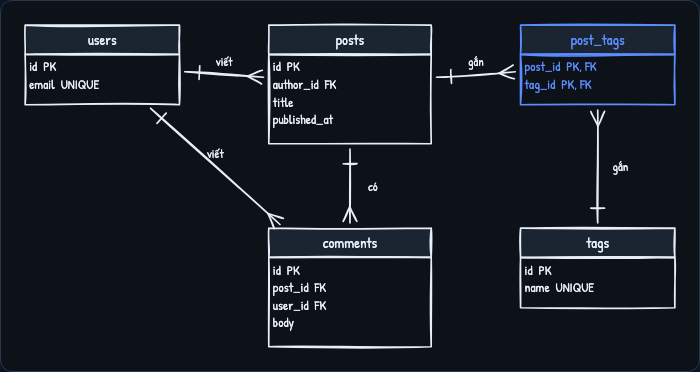 users
id PK
email UNIQUE
viết
posts
id PK
author_id FK
title
published_at
gắn
post_tags
post_id PK, FK
tag_id PK, FK
viết
có
gắn
comments
id PK
post_id FK
user_id FK
body
tags
id PK
name UNIQUE